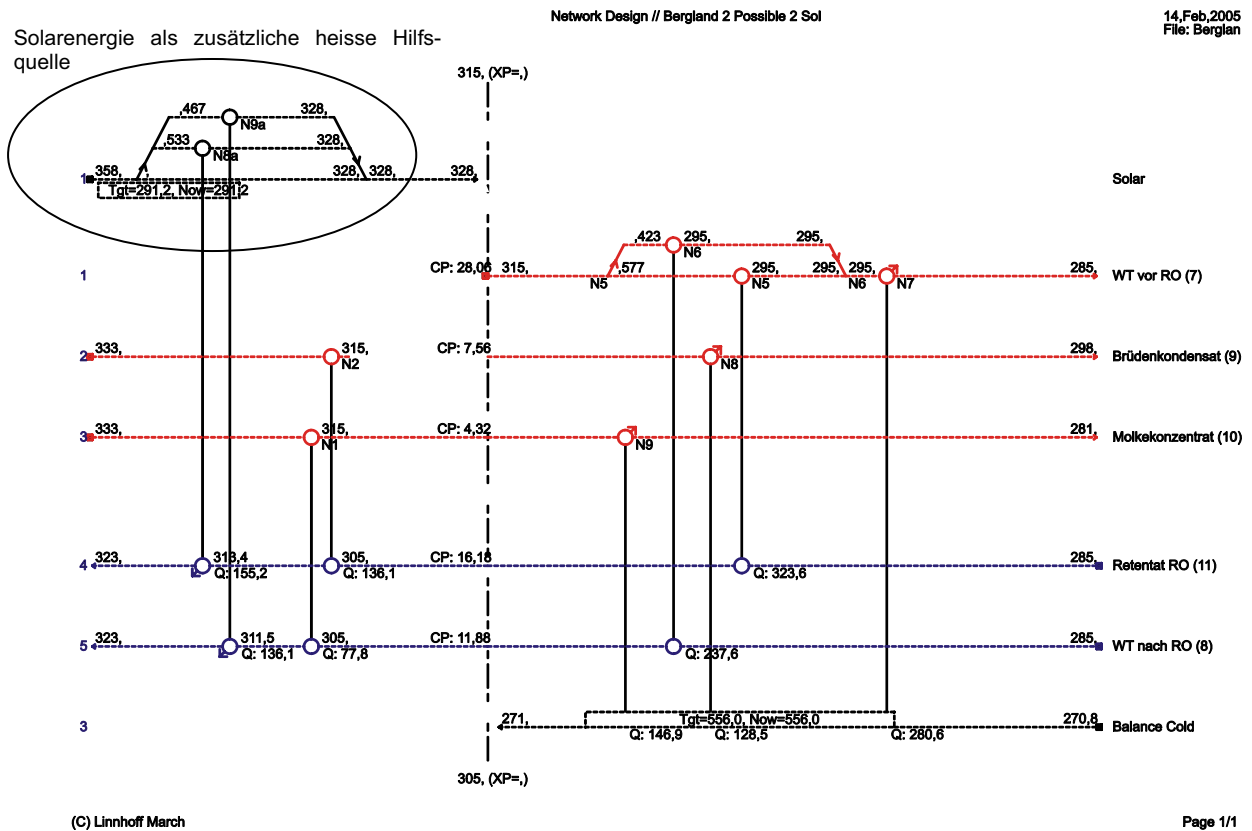 Network Design // Bergland 2 Possible 2 Sol
14,Feb,2005
File: Berglan
Solarenergie als zusätzliche heisse Hilfs-
quelle
315, (XP=,)
,467 328,
N9a
,533 328,
N8a
1 358, 328, 328, 328, Solar
Tgt=291,2, Now=291,2
,423 295, 295,
N6
1 CP: 28,06 315, ,577 295, 295, 295, 285, WT vor RO (7)
N5 N5 N6 N7
2 333, 315, CP: 7,56 298, Brüdenkondensat (9)
N2 N8
3 333, 315, CP: 4,32 281, Molkekonzentrat (10)
N1 N9
4 323, 313,4 305, CP: 16,18 285, Retentat RO (11)
Q: 155,2 Q: 136,1 Q: 323,6
5 323, 311,5 305, CP: 11,88 285, WT nach RO (8)
Q: 136,1 Q: 77,8 Q: 237,6
3 271, Tgt=556,0, Now=556,0 270,8 Balance Cold
Q: 146,9 Q: 128,5 Q: 280,6
305, (XP=,)
(C) Linnhoff March
Page 1/1